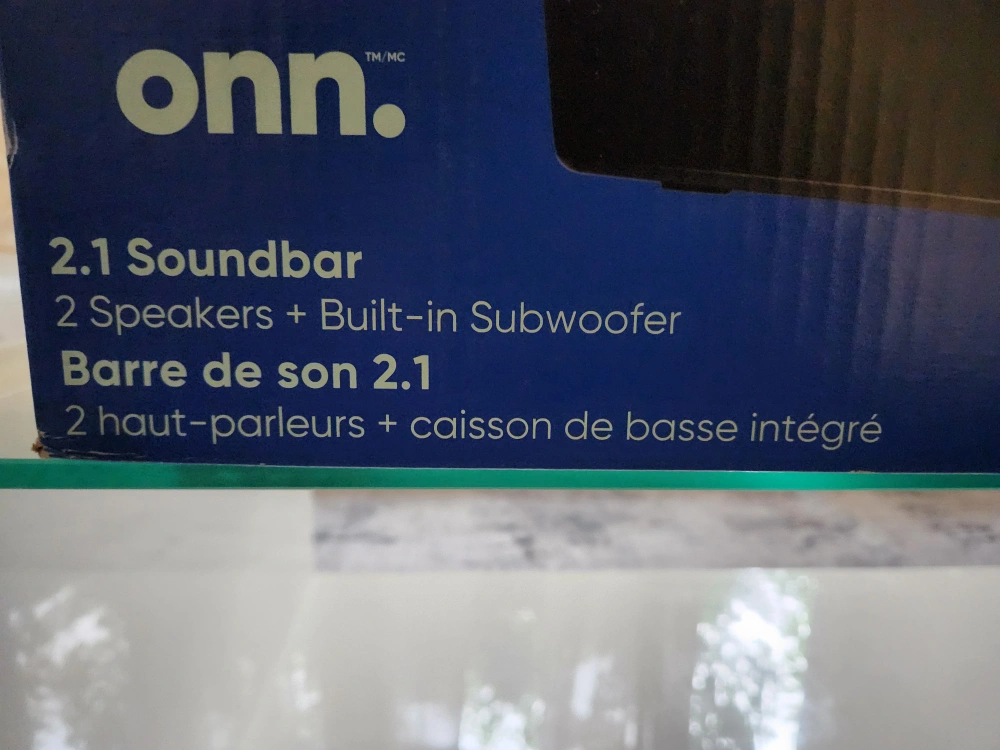 onn.™/MC
2.1 Soundbar
2 Speakers + Built-in Subwoofer
Barre de son 2.1
2 haut-parleurs + caisson de basse intégré